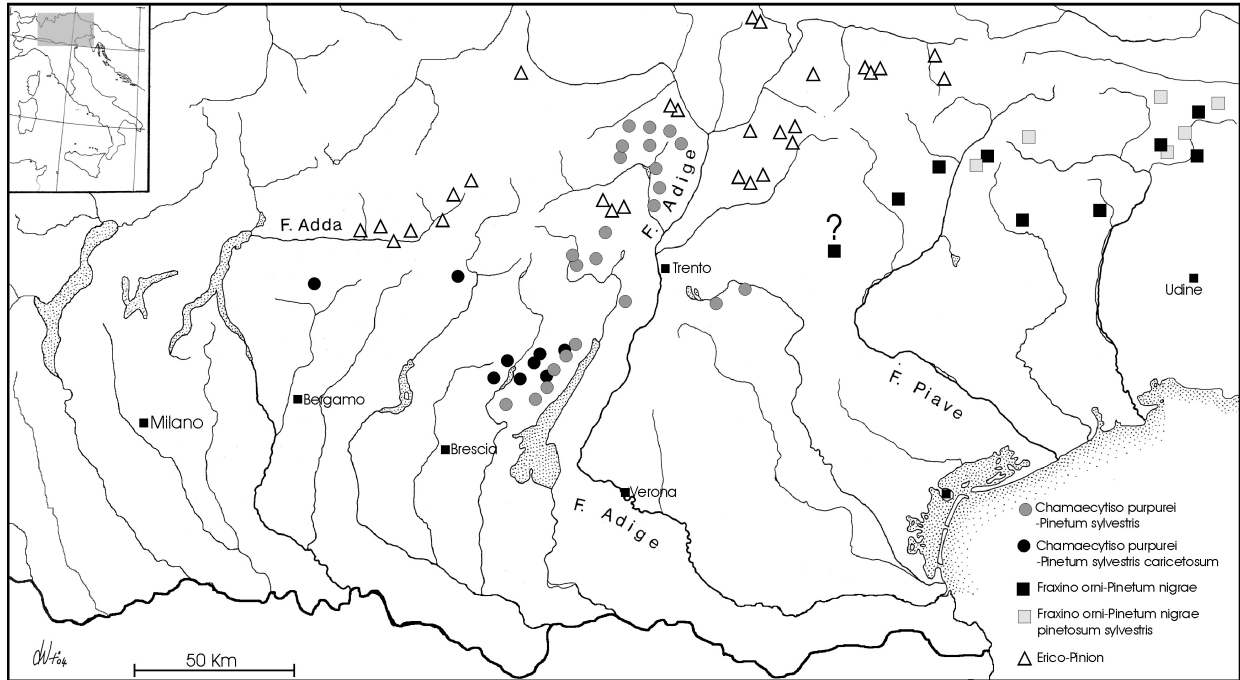 F. Adige
F. Adda
?
Trento
Udine
Bergamo
Milano
Brescia
F. Piave
Verona
F. Adige
Chamaecytiso purpurei
-Pinetum sylvestris
Chamaecytiso purpurei
-Pinetum sylvestris caricetosum
Fraxino orni-Pinetum nigrae
Fraxino orni-Pinetum nigrae
pinetosum sylvestris
Erico-Pinion
50 Km